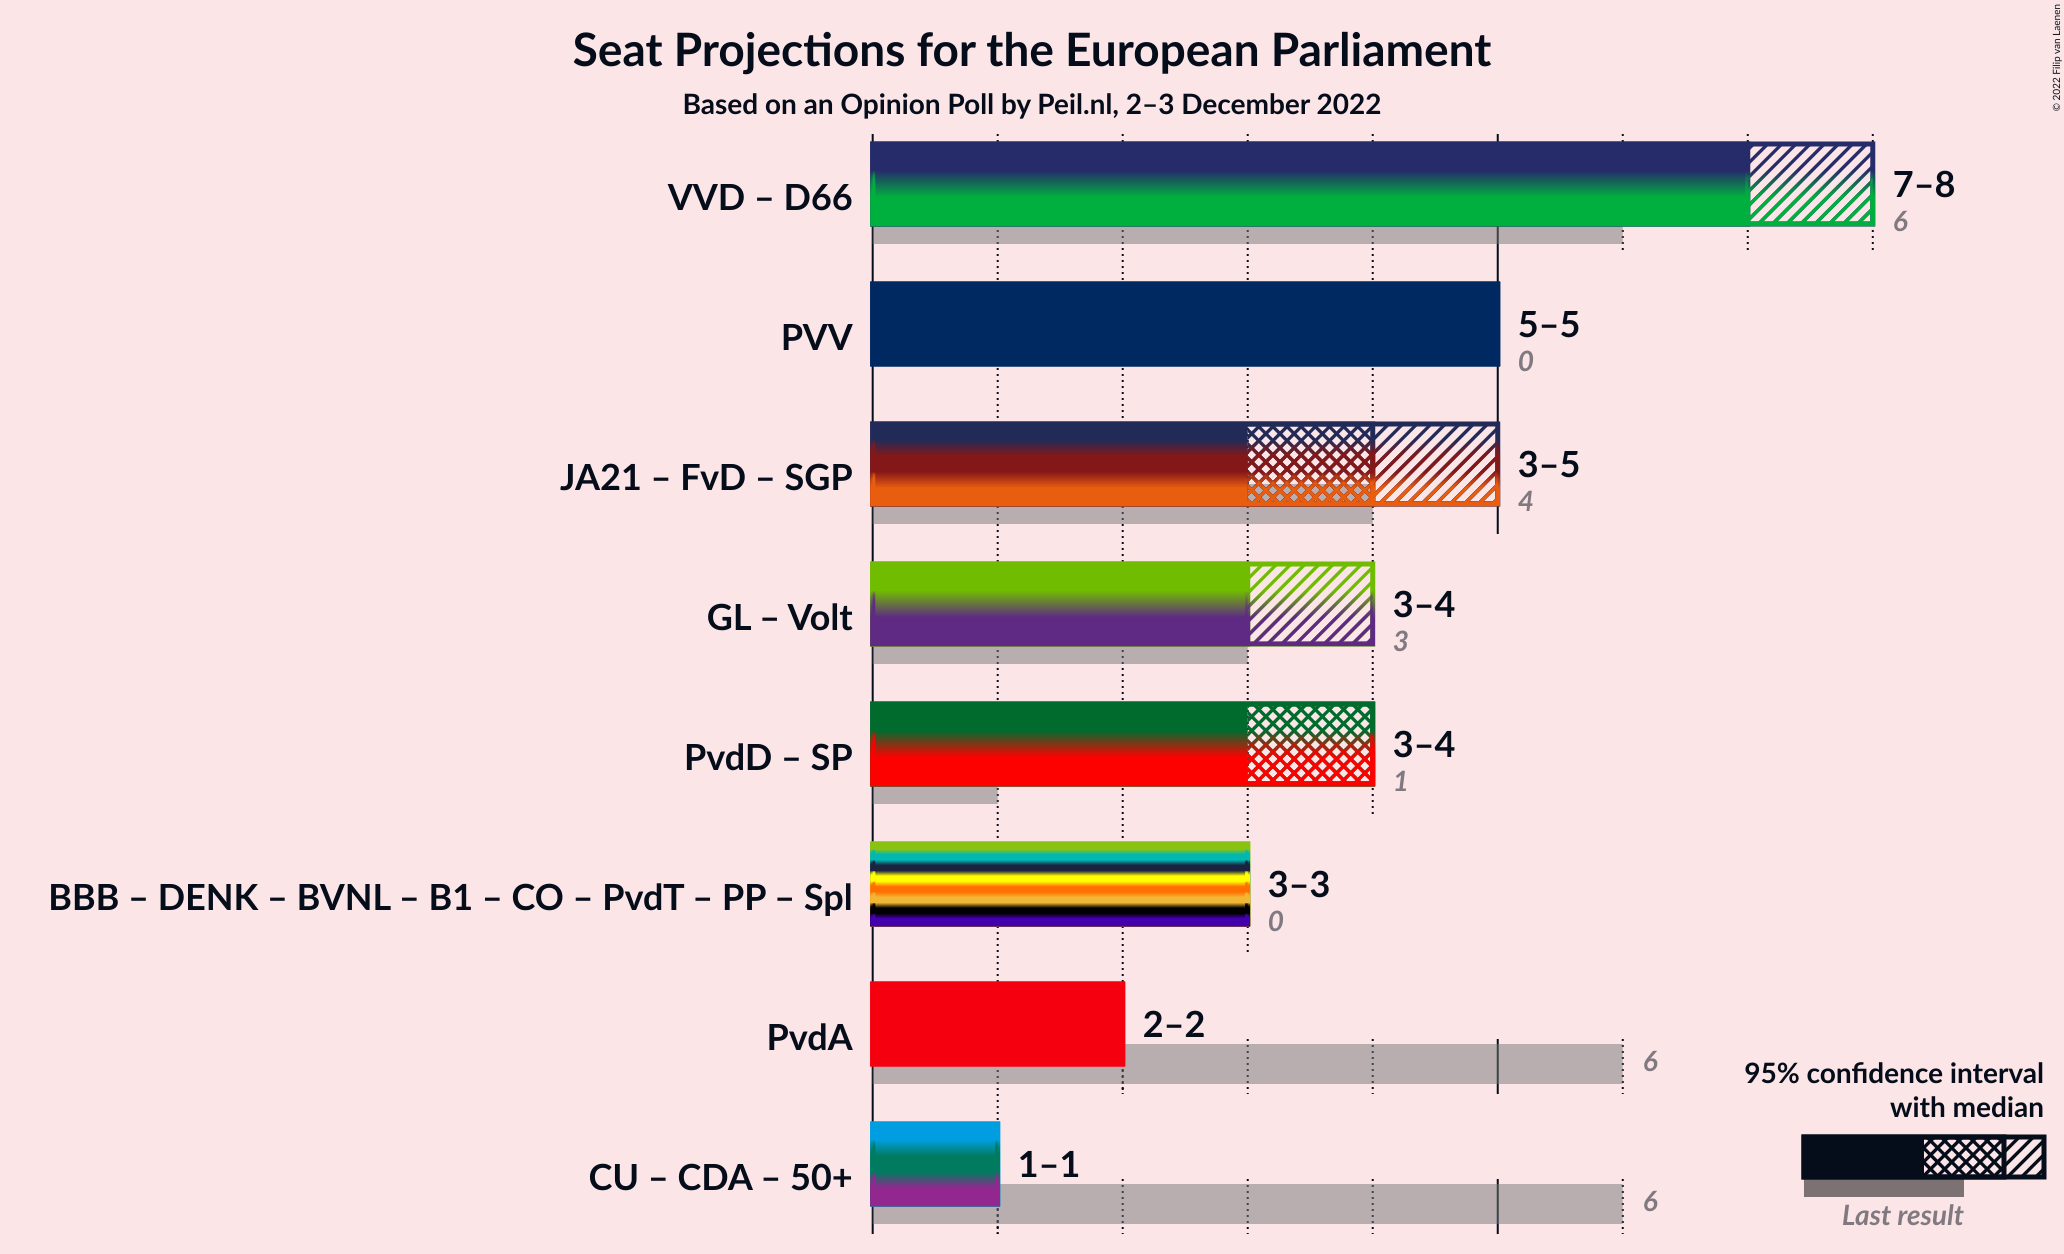 Seat Projections for the European Parliament
Based on an Opinion Poll by Peil.nl, 2–3 December 2022
© 2022 Filip van Laenen
VVD – D66
7–8
6
PVV
5–5
0
JA21 – FvD – SGP
3–5
4
GL – Volt
3–4
3
PvdD – SP
3–4
1
BBB – DENK – BVNL – B1 – CO – PvdT – PP – Spl
3–3
0
PvdA
2–2
6
CU – CDA – 50+
1–1
6
95% confidence interval
with median
Last result